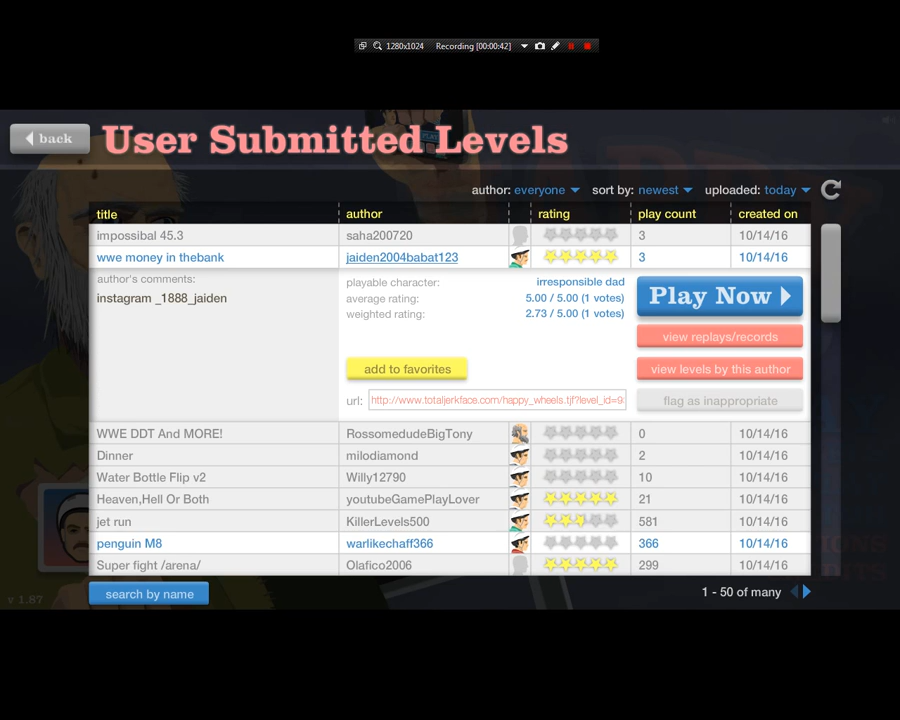 1280x1024 Recording [00:00:42]
back
User Submitted Levels
author: everyone sort by: newest uploaded: today
title author rating play count created on
impossibal 45.3 saha200720 3 10/14/16
wwe money in thebank jaiden2004babat123 3 10/14/16
author's comments:
instagram _1888_jaiden
playable character: irresponsible dad
average rating: 5.00 / 5.00 (1 votes)
weighted rating: 2.73 / 5.00 (1 votes)
Play Now
view replays/records
add to favorites
view levels by this author
url: http://www.totaljerkface.com/happy_wheels.tjf?level_id=9
flag as inappropriate
WWE DDT And MORE! RossomedudeBigTony 0 10/14/16
Dinner milodiamond 2 10/14/16
Water Bottle Flip v2 Willy12790 10 10/14/16
Heaven,Hell Or Both youtubeGamePlayLover 21 10/14/16
jet run KillerLevels500 581 10/14/16
penguin M8 warlikechaff366 366 10/14/16
Super fight /arena/ Olafico2006 299 10/14/16
search by name
1 - 50 of many
v 1.87